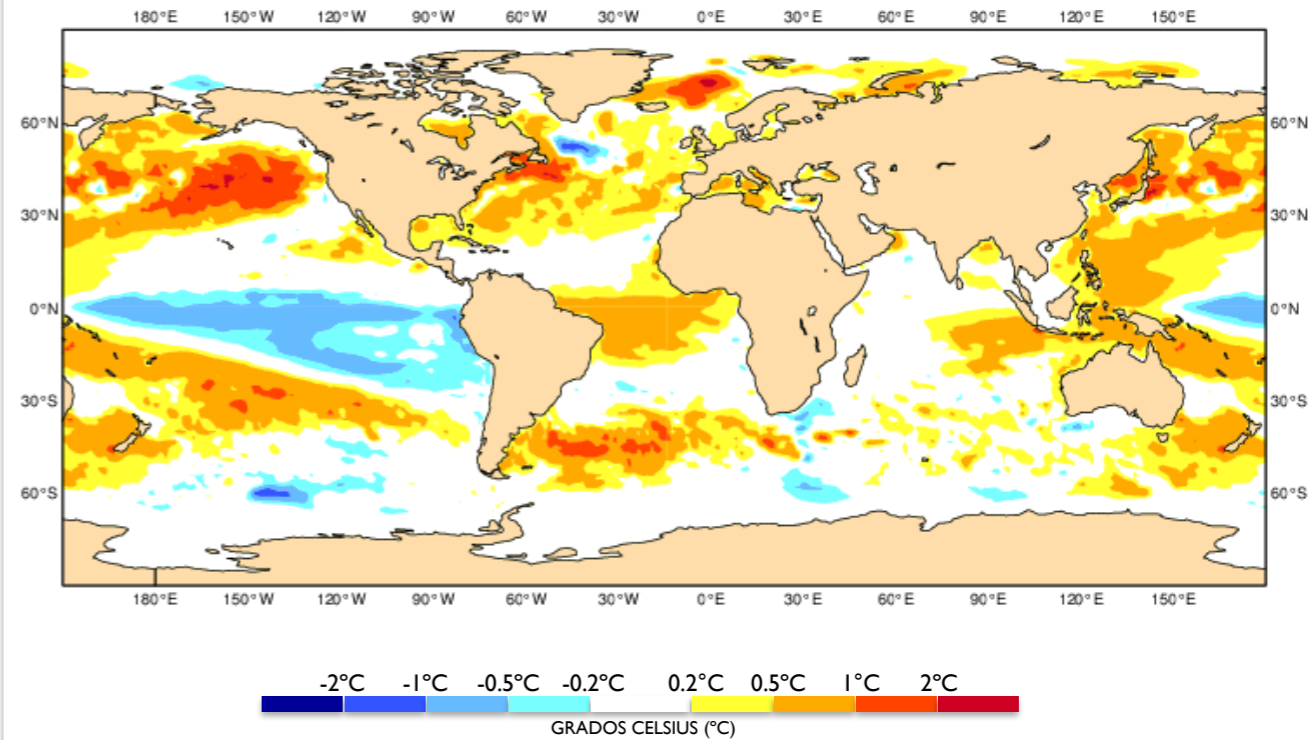 180°E 150°W 120°W 90°W 60°W 30°W 0°E 30°E 60°E 90°E 120°E 150°E
60°N 60°N
30°N 30°N
0°N 0°N
30°S 30°S
60°S 60°S
180°E 150°W 120°W 90°W 60°W 30°W 0°E 30°E 60°E 90°E 120°E 150°E
-2°C -1°C -0.5°C -0.2°C 0.2°C 0.5°C 1°C 2°C
GRADOS CELSIUS (°C)